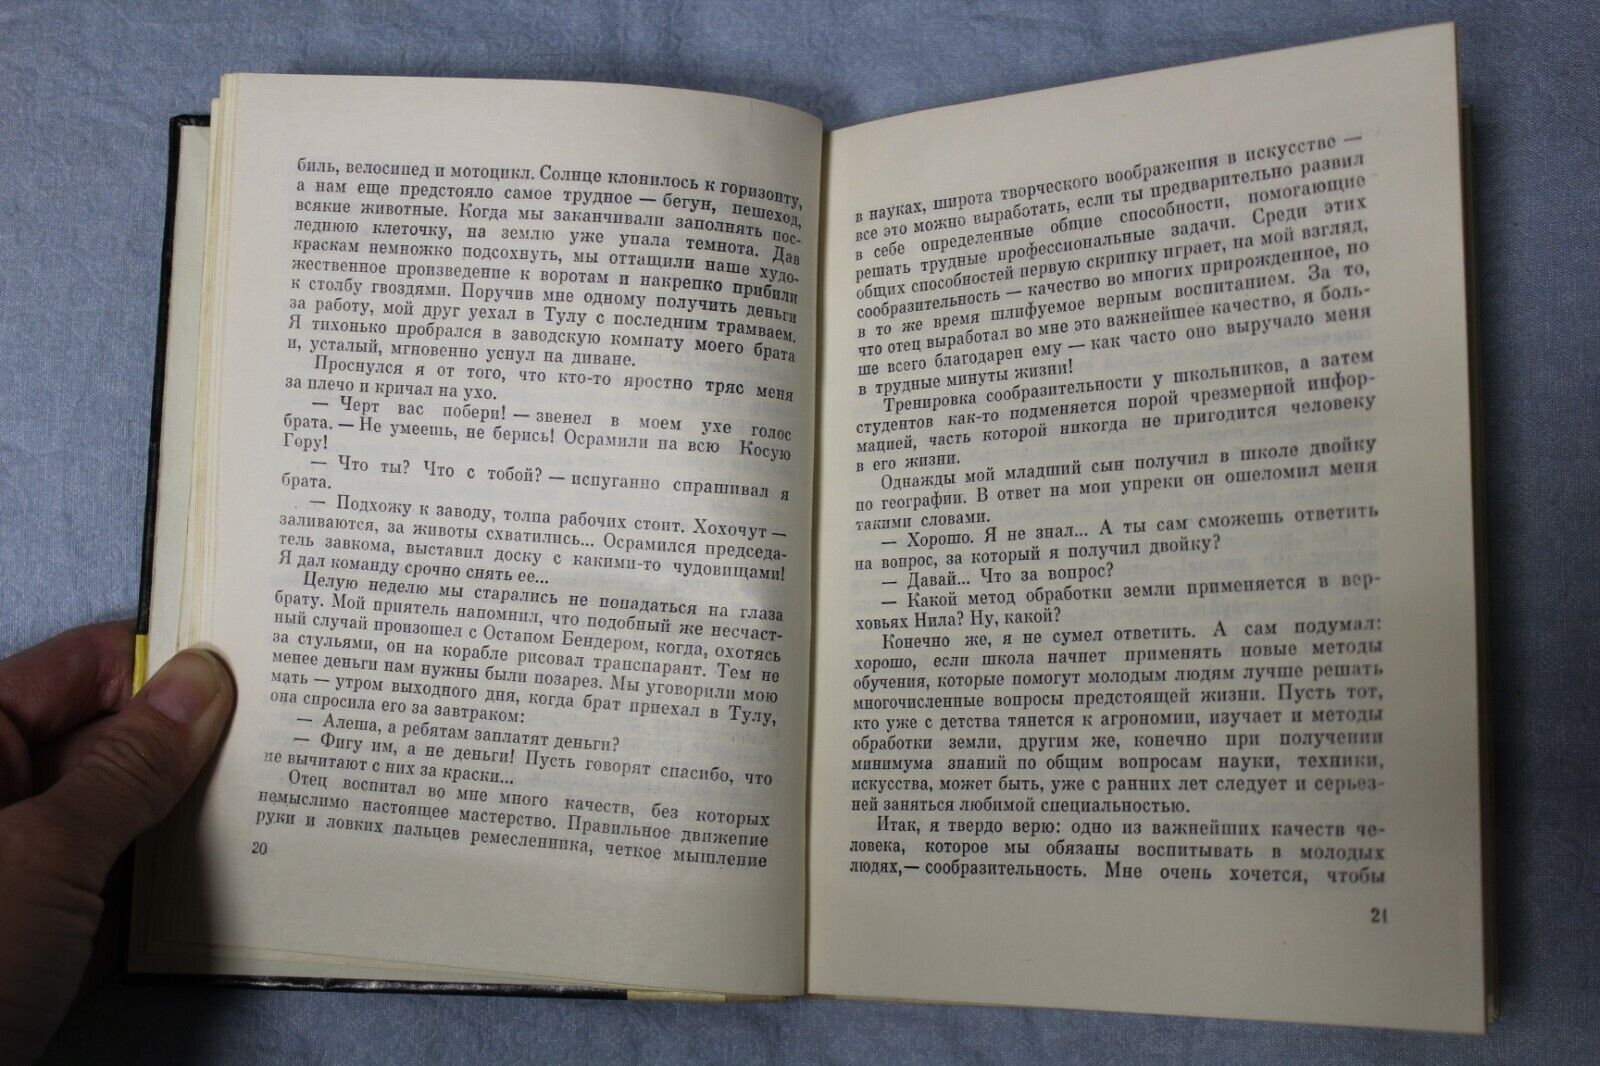 биль, велосипед и мотоцикл. Солнце клонилось к горизонту,
а нам еще предстояло самое трудное — бегун, пешеход,
всякие животные. Когда мы заканчивали заполнять пос-
леднюю клеточку, на землю уже упала темнота. Дав
краскам немножко подсохнуть, мы оттащили наше худо-
жественное произведение к воротам и накрепко прибили
к столбу гвоздями. Поручив мне одному получить деньги
за работу, мой друг уехал в Тулу с последним трамваем.
Я тихонько пробрался в заводскую комнату моего брата
и, усталый, мгновенно уснул на диване.
Проснулся я от того, что кто-то яростно тряс меня
за плечо и кричал на ухо.
— Черт вас побери! — звенел в моем ухе голос
брата. — Не умеешь, не берись! Осрамили на всю Косую
Гору!
— Что ты? Что с тобой? — испуганно спрашивал я
брата.
— Подхожу к заводу, толпа рабочих стоит. Хохочут —
заливаются, за животы схватились... Осрамился председа-
тель завкома, выставил доску с какими-то чудовищами!
Я дал команду срочно снять ее...
Целую неделю мы старались не попадаться на глаза
брату. Мой приятель напомнил, что подобный же несчаст-
ный случай произошел с Остапом Бендером, когда, охотясь
за стульями, он на корабле рисовал транспарант. Тем не
менее деньги нам нужны были позарез. Мы уговорили мою
мать — утром выходного дня, когда брат приехал в Тулу,
она спросила его за завтраком:
— Алеша, а ребятам заплатят деньги?
— Фигу им, а не деньги! Пусть говорят спасибо, что
не вычитают с них за краски...
Отец воспитал во мне много качеств, без которых
немыслимо настоящее мастерство. Правильное движение
руки и ловких пальцев ремесленника, четкое мышление
20
в науках, широта творческого воображения в искусстве —
все это можно выработать, если ты предварительно развил
в себе определенные общие способности, помогающие
решать трудные профессиональные задачи. Среди этих
общих способностей первую скрипку играет, на мой взгляд,
сообразительность — качество во многих прирожденное, но
в то же время шлифуемое верным воспитанием. За то,
что отец выработал во мне это важнейшее качество, я боль-
ше всего благодарен ему — как часто оно выручало меня
в трудные минуты жизни!
Тренировка сообразительности у школьников, а затем
студентов как-то подменяется порой чрезмерной инфор-
мацией, часть которой никогда не пригодится человеку
в его жизни.
Однажды мой младший сын получил в школе двойку
по географии. В ответ на мои упреки он ошеломил меня
такими словами.
— Хорошо. Я не знал... А ты сам сможешь ответить
на вопрос, за который я получил двойку?
— Давай... Что за вопрос?
— Какой метод обработки земли применяется в вер-
ховьях Нила? Ну, какой?
Конечно же, я не сумел ответить. А сам подумал:
хорошо, если школа начнет применять новые методы
обучения, которые помогут молодым людям лучше решать
многочисленные вопросы предстоящей жизни. Пусть тот,
кто уже с детства тянется к агрономии, изучает и методы
обработки земли, другим же, конечно при получении
минимума знаний по общим вопросам науки, техники,
искусства, может быть, уже с ранних лет следует и серьез-
ней заняться любимой специальностью.
Итак, я твердо верю: одно из важнейших качеств че-
ловека, которое мы обязаны воспитывать в молодых
людях,— сообразительность. Мне очень хочется, чтобы
21